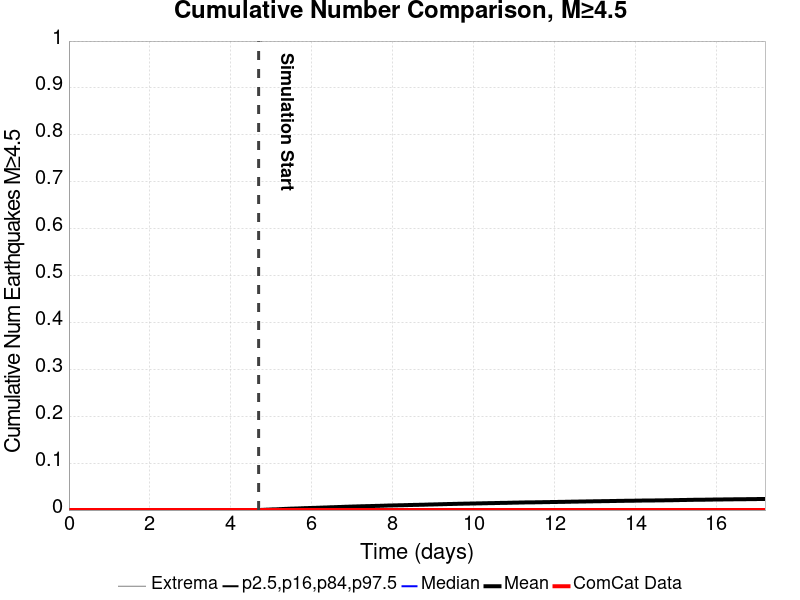 Cumulative Number Comparison, M≥4.5
Cumulative Num Earthquakes M≥4.5
1
0.9
0.8
0.7
0.6
0.5
0.4
0.3
0.2
0.1
0
Simulation Start
0 2 4 6 8 10 12 14 16
Time (days)
Extrema p2.5,p16,p84,p97.5 Median Mean ComCat Data